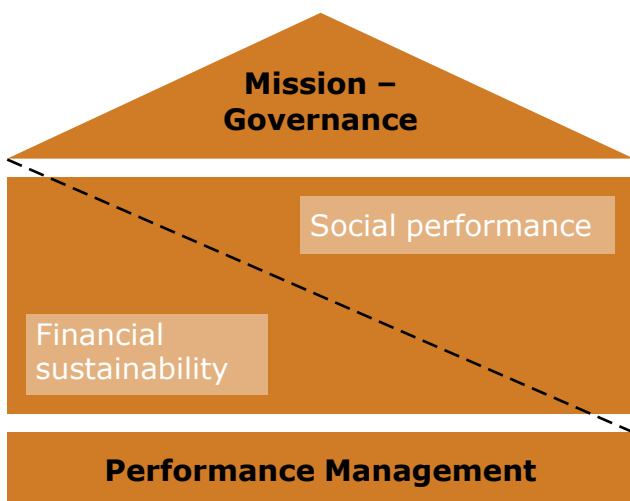 Mission –
Governance
Social performance
Financial
sustainability
Performance Management